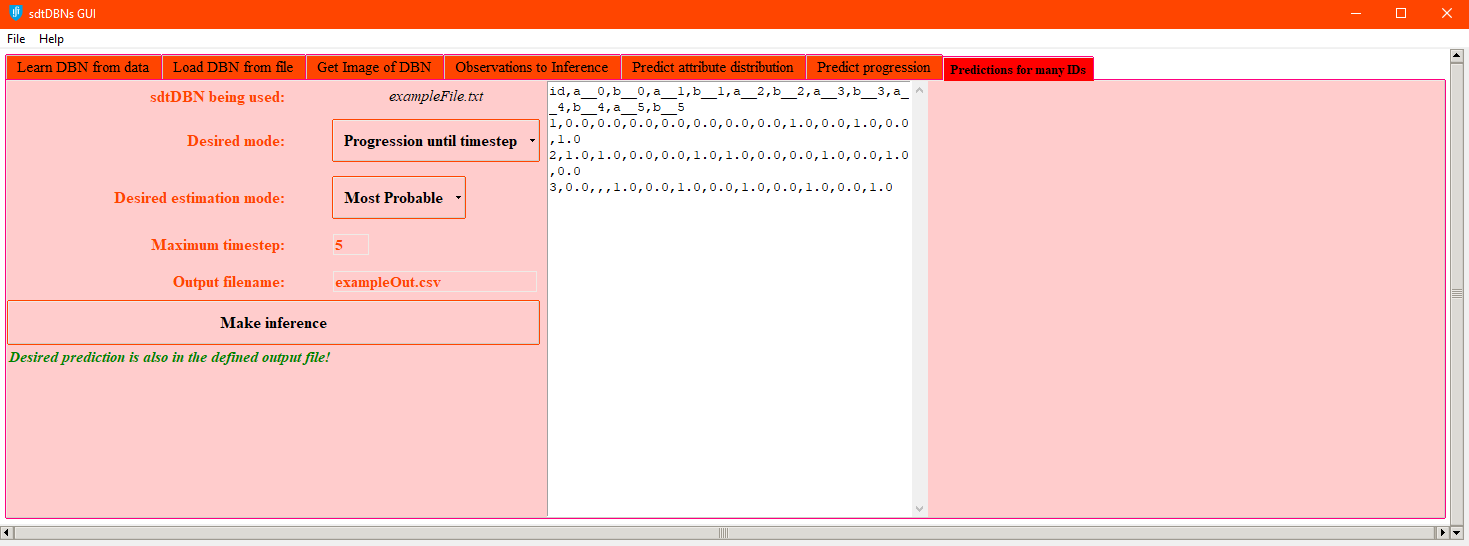 sdtDBNs GUI
File Help
Learn DBN from data Load DBN from file Get Image of DBN Observations to Inference Predict attribute distribution Predict progression Predictions for many IDs
sdtDBN being used: exampleFile.txt
Desired mode: Progression until timestep
Desired estimation mode: Most Probable
Maximum timestep: 5
Output filename: exampleOut.csv
Make inference
Desired prediction is also in the defined output file!
id,a__0,b__0,a__1,b__1,a__2,b__2,a__3,b__3,a_
_4,b__4,a__5,b__5
1,0.0,0.0,0.0,0.0,0.0,0.0,0.0,1.0,0.0,1.0,0.0
,1.0
2,1.0,1.0,0.0,0.0,1.0,1.0,0.0,0.0,1.0,0.0,1.0
,0.0
3,0.0,,,1.0,0.0,1.0,0.0,1.0,0.0,1.0,0.0,1.0